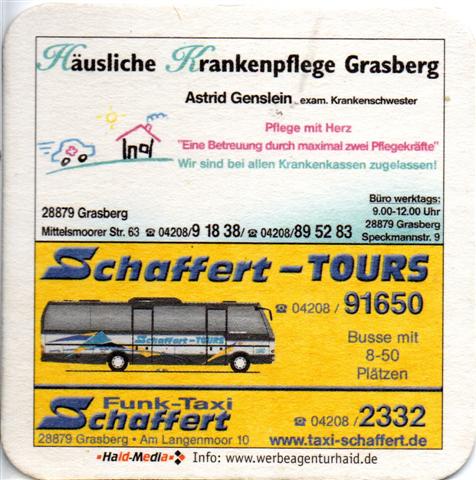 Häusliche Krankenpflege Grasberg
Astrid Genslein exam. Krankenschwester
Pflege mit Herz
"Eine Betreuung durch maximal zwei Pflegekräfte"
Wir sind bei allen Krankenkassen zugelassen!
Büro werktags:
9.00-12.00 Uhr
28879 Grasberg
Speckmannstr. 9
28879 Grasberg
Mittelsmoorer Str. 63 ☎ 04208/9 18 38/ ☎ 04208/89 52 83
Schaffert-TOURS
☎ 04208 / 91650
Schaffert-TOURS
Busse mit
8-50
Plätzen
Funk-Taxi
Schaffert
☎ 04208 / 2332
28879 Grasberg • Am Langenmoor 10 www.taxi-schaffert.de
Haid-Media Info: www.werbeagenturhaid.de